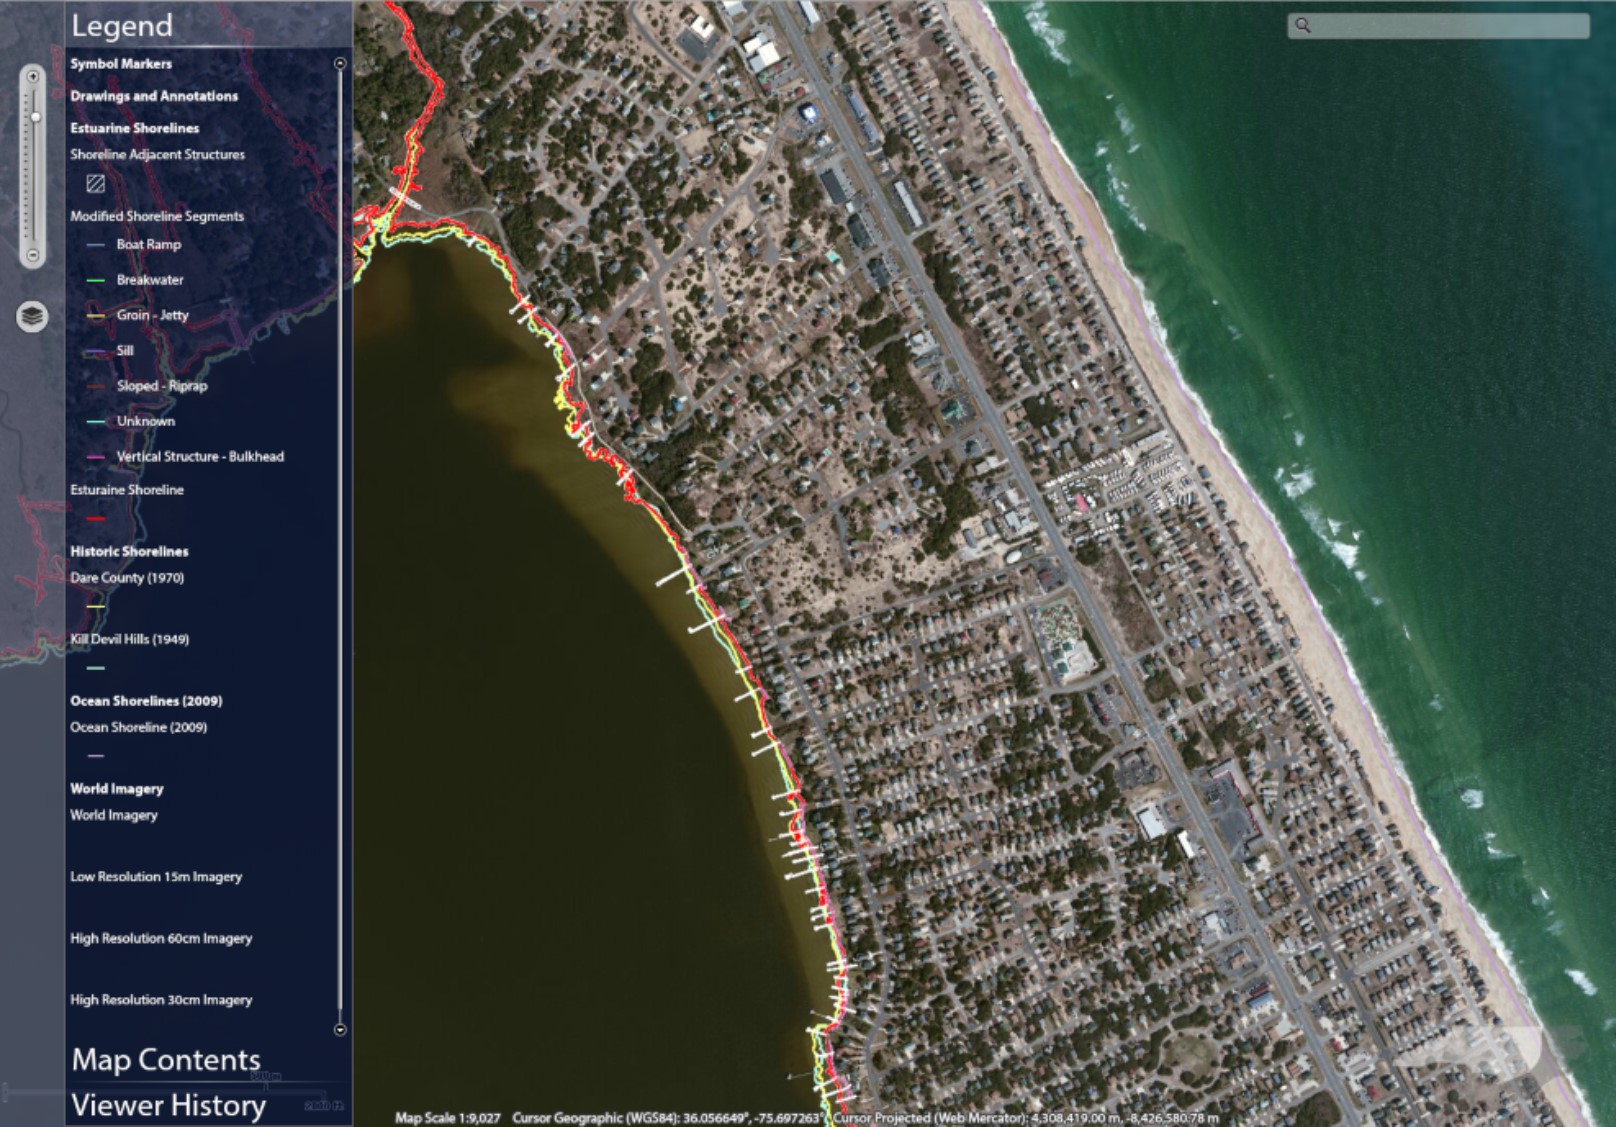 Legend
Symbol Markers
Drawings and Annotations
Estuarine Shorelines
Shoreline Adjacent Structures
Modified Shoreline Segments
Boat Ramp
Breakwater
Groin - Jetty
Sill
Sloped - Riprap
Unknown
Vertical Structure - Bulkhead
Esturaine Shoreline
Historic Shorelines
Dare County (1970)
Kill Devil Hills (1949)
Ocean Shorelines (2009)
Ocean Shoreline (2009)
World Imagery
World Imagery
Low Resolution 15m Imagery
High Resolution 60cm Imagery
High Resolution 30cm Imagery
Map Contents
Viewer History
Map Scale 1:9,027 Cursor Geographic (WGS84): 36.056649°, -75.697263° Cursor Projected (Web Mercator): 4,308,419.00 m, -8,426,580.78 m